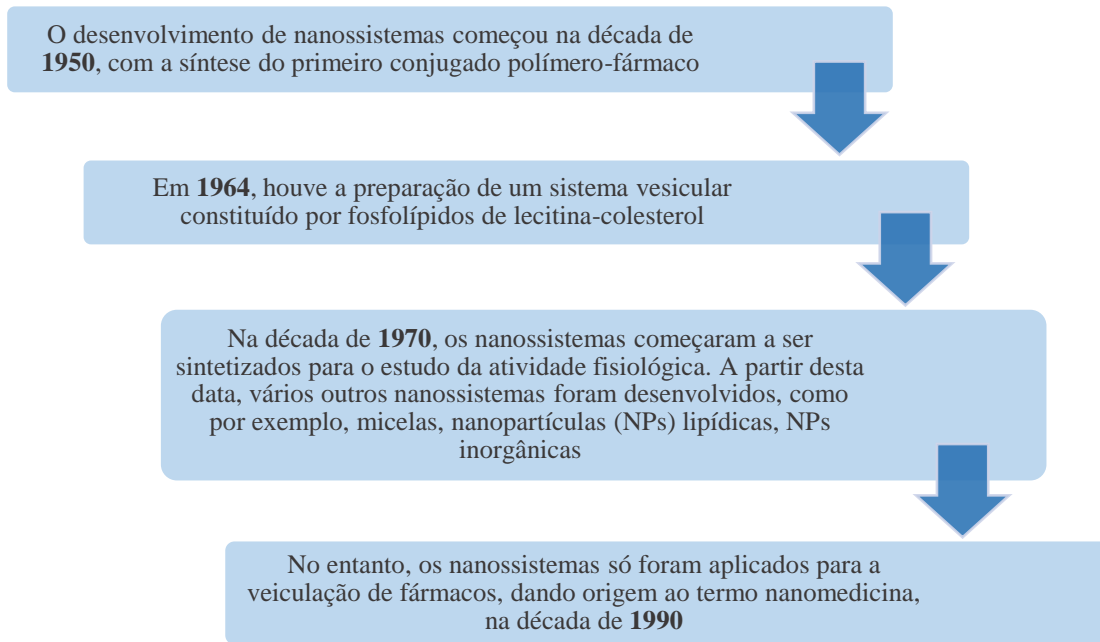 O desenvolvimento de nanossistemas começou na década de
1950, com a síntese do primeiro conjugado polímero-fármaco
Em 1964, houve a preparação de um sistema vesicular
constituído por fosfolípidos de lecitina-colesterol
Na década de 1970, os nanossistemas começaram a ser
sintetizados para o estudo da atividade fisiológica. A partir desta
data, vários outros nanossistemas foram desenvolvidos, como
por exemplo, micelas, nanopartículas (NPs) lipídicas, NPs
inorgânicas
No entanto, os nanossistemas só foram aplicados para a
veiculação de fármacos, dando origem ao termo nanomedicina,
na década de 1990